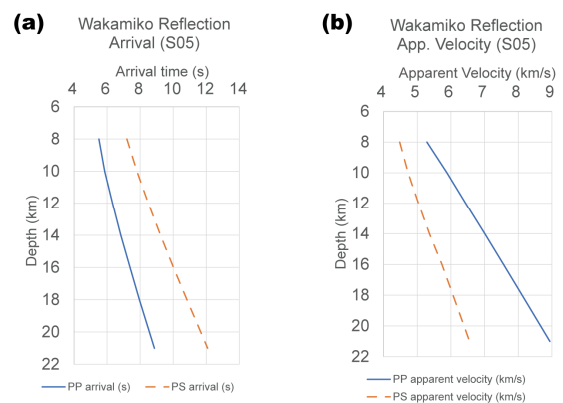 (a)
Wakamiko Reflection
Arrival (S05)
Arrival time (s)
4 6 8 10 12 14
6
8
10
12
14
16
18
20
22
Depth (km)
PP arrival (s) PS arrival (s)
(b)
Wakamiko Reflection
App. Velocity (S05)
Apparent Velocity (km/s)
4 5 6 7 8 9
6
8
10
12
14
16
18
20
22
Depth (km)
PP apparent velocity (km/s)
PS apparent velocity (km/s)